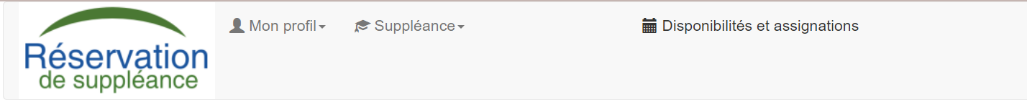 Mon profil
Suppléance
Disponibilités et assignations
Réservation
de suppléance